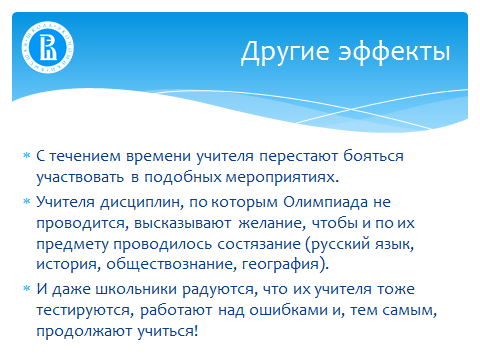 Другие эффекты
С течением времени учителя перестают бояться
участвовать в подобных мероприятиях.
Учителя дисциплин, по которым Олимпиада не
проводится, высказывают желание, чтобы и по их
предмету проводилось состязание (русский язык,
история, обществознание, география).
И даже школьники радуются, что их учителя тоже
тестируются, работают над ошибками и, тем самым,
продолжают учиться!